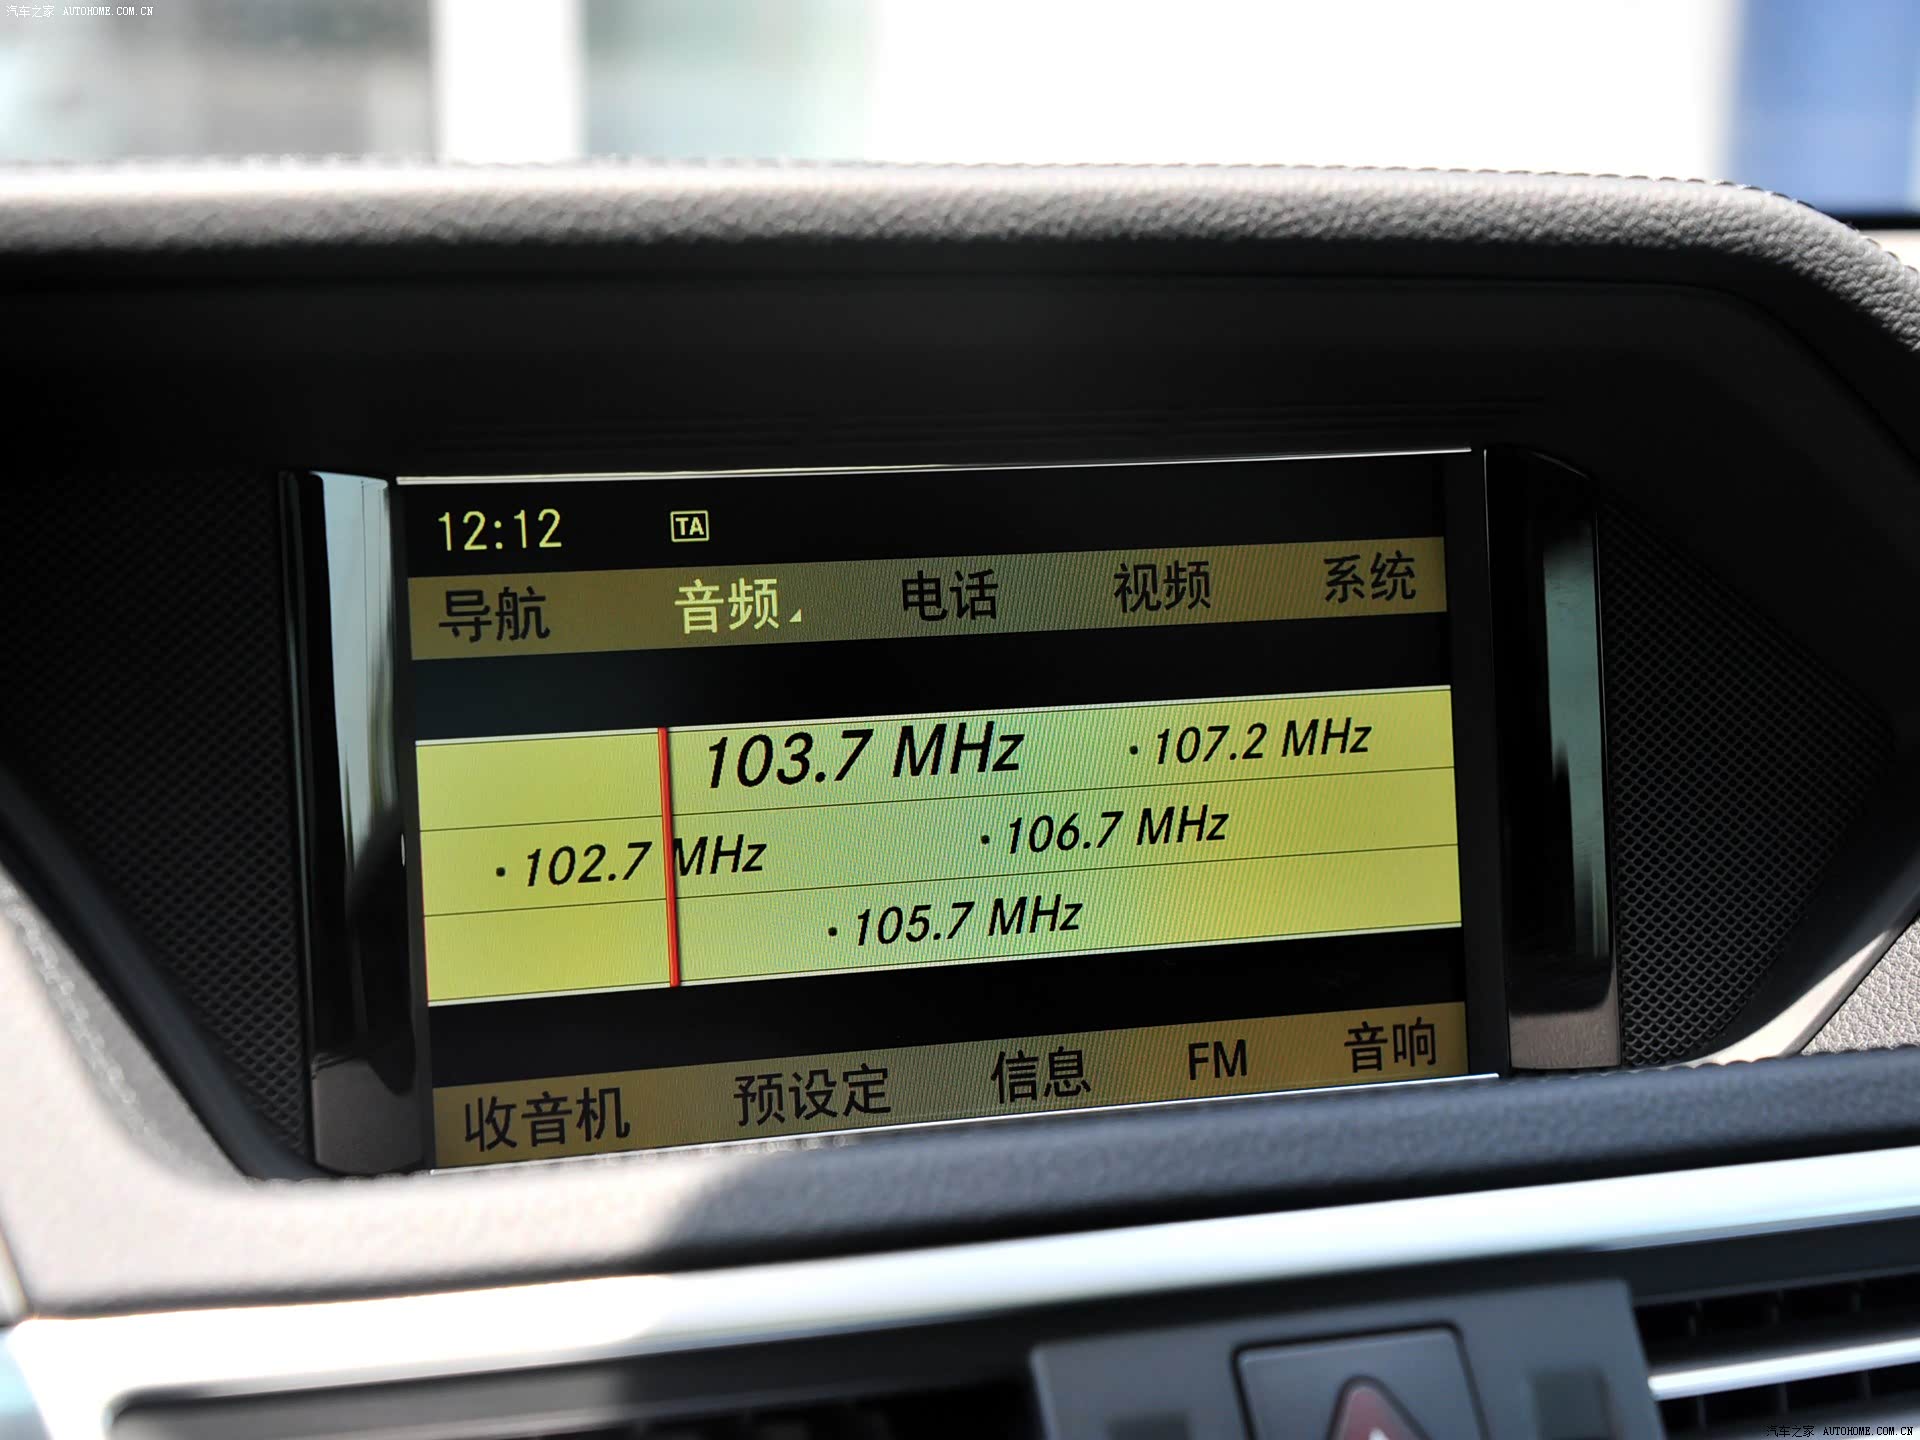 汽车之家 AUTOHOME.COM.CN
12:12 TA
导航 音频 电话 视频 系统
103.7 MHz ·107.2 MHz
·102.7 MHz ·106.7 MHz
·105.7 MHz
收音机 预设定 信息 FM 音响
汽车之家 AUTOHOME.COM.CN